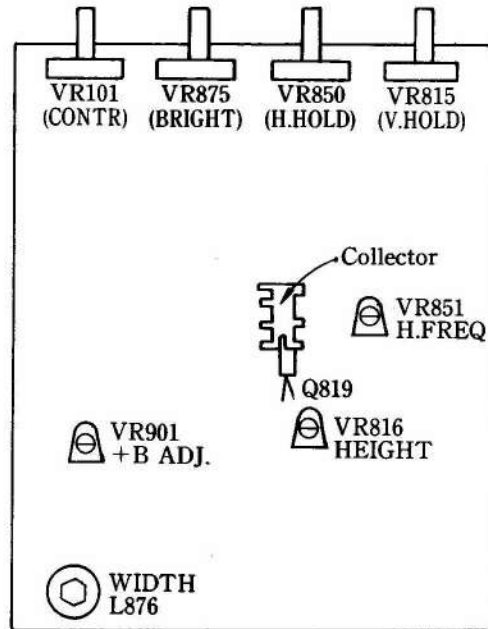 VR101
(CONTR)
VR875
(BRIGHT)
VR850
(H.HOLD)
VR815
(V.HOLD)
Collector
VR851
H.FREQ
Q819
VR901
+B ADJ.
VR816
HEIGHT
WIDTH
L876